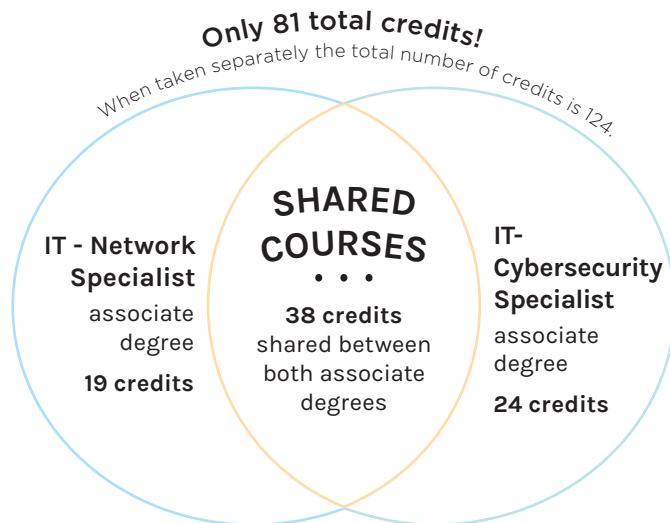 Only 81 total credits!
When taken separately the total number of credits is 124.
SHARED
COURSES
• • •
38 credits
shared between
both associate
degrees
IT - Network
Specialist
associate
degree
19 credits
IT-
Cybersecurity
Specialist
associate
degree
24 credits